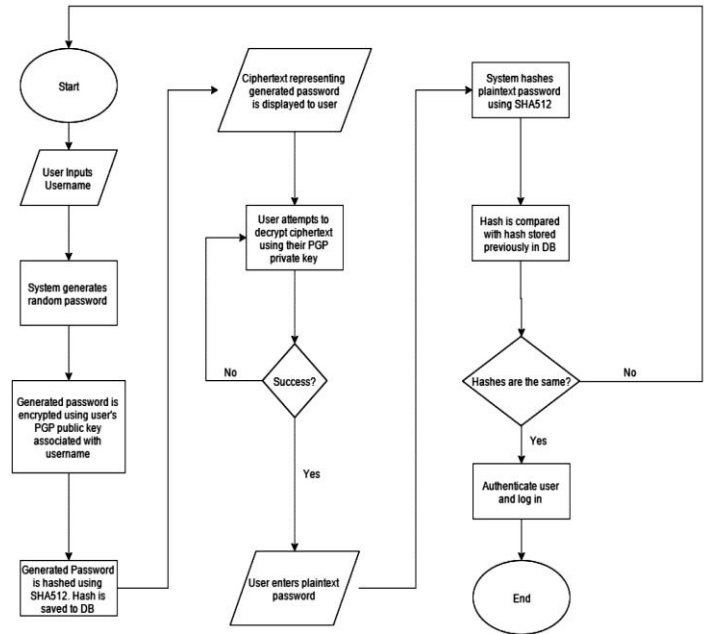 Start
User Inputs
Username
System generates
random password
Generated password is
encrypted using user's
PGP public key
associated with
username
Generated Password
is hashed using
SHA512. Hash is
saved to DB
Ciphertext representing
generated password
is displayed to user
User attempts to
decrypt ciphertext
using their PGP
private key
No
Success?
Yes
User enters plaintext
password
System hashes
plaintext password
using SHA512
Hash is compared
with hash stored
previously in DB
Hashes are the same?
No
Yes
Authenticate user
and log in
End